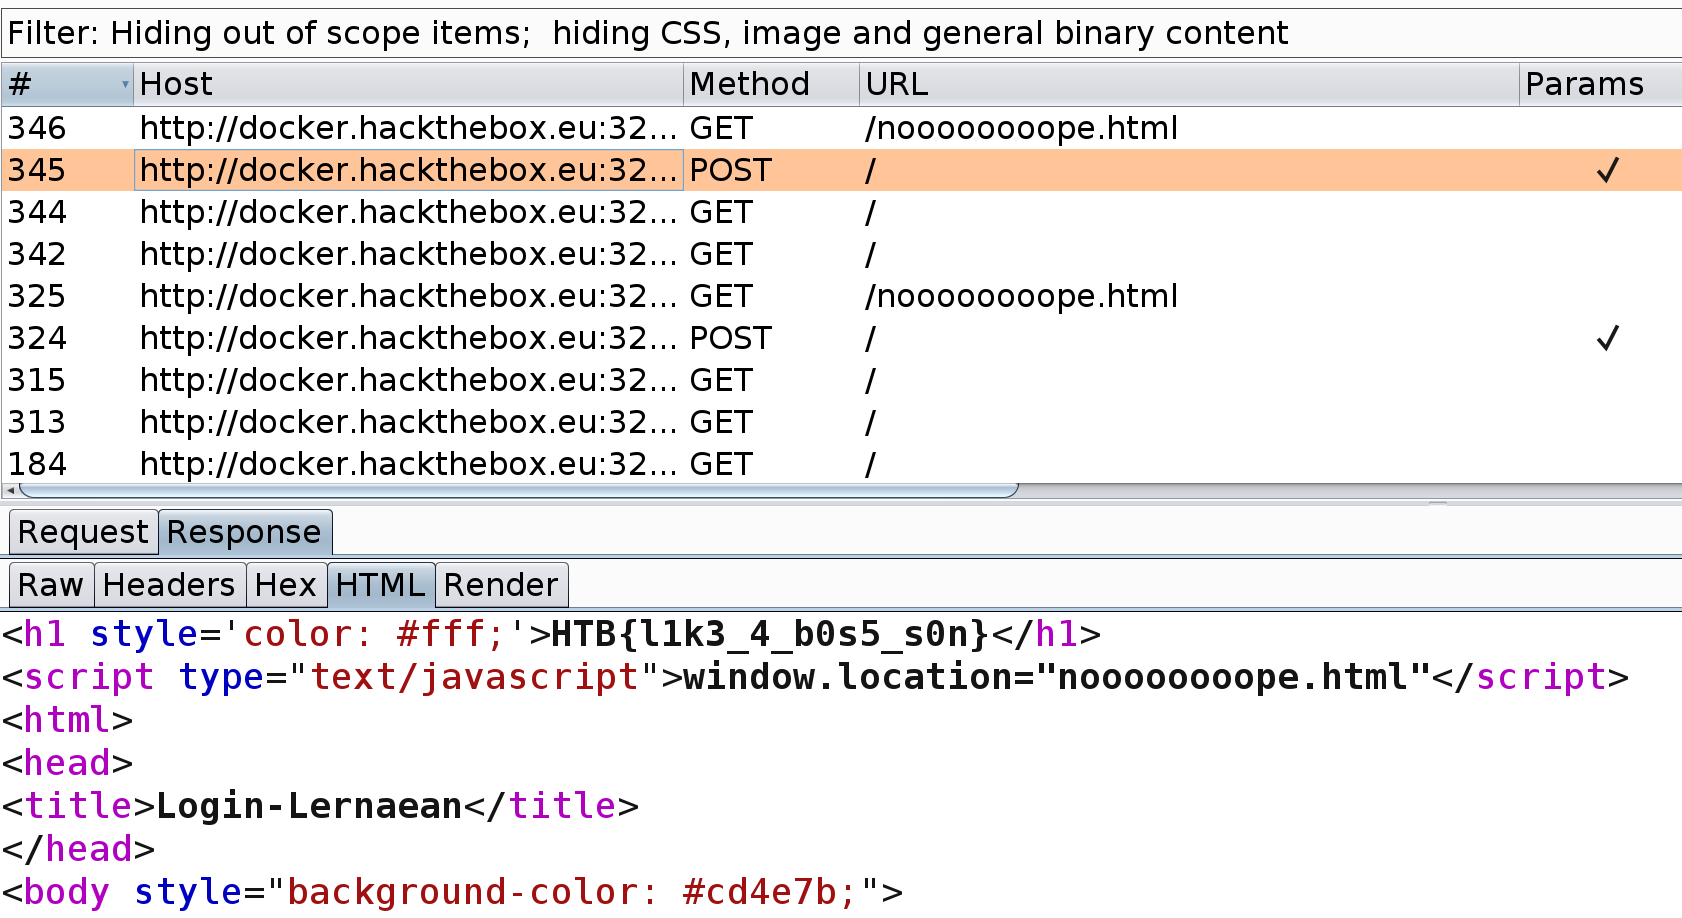 Filter: Hiding out of scope items;  hiding CSS, image and general binary content
# Host Method URL Params
346 http://docker.hackthebox.eu:32... GET /noooooooope.html
345 http://docker.hackthebox.eu:32... POST / ✓
344 http://docker.hackthebox.eu:32... GET /
342 http://docker.hackthebox.eu:32... GET /
325 http://docker.hackthebox.eu:32... GET /noooooooope.html
324 http://docker.hackthebox.eu:32... POST / ✓
315 http://docker.hackthebox.eu:32... GET /
313 http://docker.hackthebox.eu:32... GET /
184 http://docker.hackthebox.eu:32... GET /
Request Response
Raw Headers Hex HTML Render
<h1 style='color: #fff;'>HTB{l1k3_4_b0s5_s0n}</h1>
<script type="text/javascript">window.location="noooooooope.html"</script>
<html>
<head>
<title>Login-Lernaean</title>
</head>
<body style="background-color: #cd4e7b;">